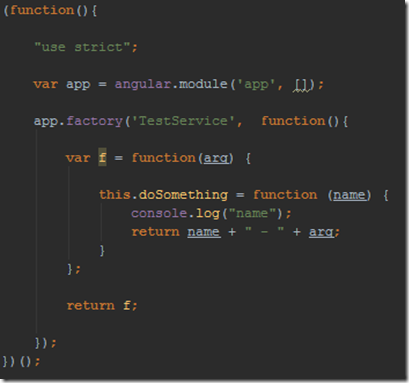 (function(){
"use strict";
var app = angular.module('app', []);
app.factory('TestService', function(){
var f = function(arg) {
this.doSomething = function (name) {
console.log("name");
return name + " - " + arg;
}
};
return f;
});
})();